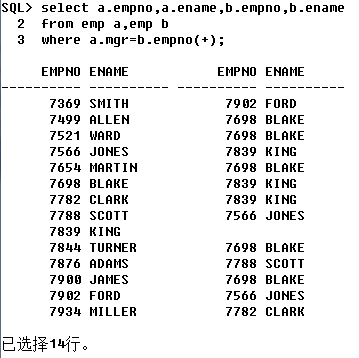 SQL> select a.empno,a.ename,b.empno,b.ename
2 from emp a,emp b
3 where a.mgr=b.empno(+);
EMPNO ENAME EMPNO ENAME
---------- ---------- ---------- ----------
7369 SMITH 7902 FORD
7499 ALLEN 7698 BLAKE
7521 WARD 7698 BLAKE
7566 JONES 7839 KING
7654 MARTIN 7698 BLAKE
7698 BLAKE 7839 KING
7782 CLARK 7839 KING
7788 SCOTT 7566 JONES
7839 KING
7844 TURNER 7698 BLAKE
7876 ADAMS 7788 SCOTT
7900 JAMES 7698 BLAKE
7902 FORD 7566 JONES
7934 MILLER 7782 CLARK
已选择14行。